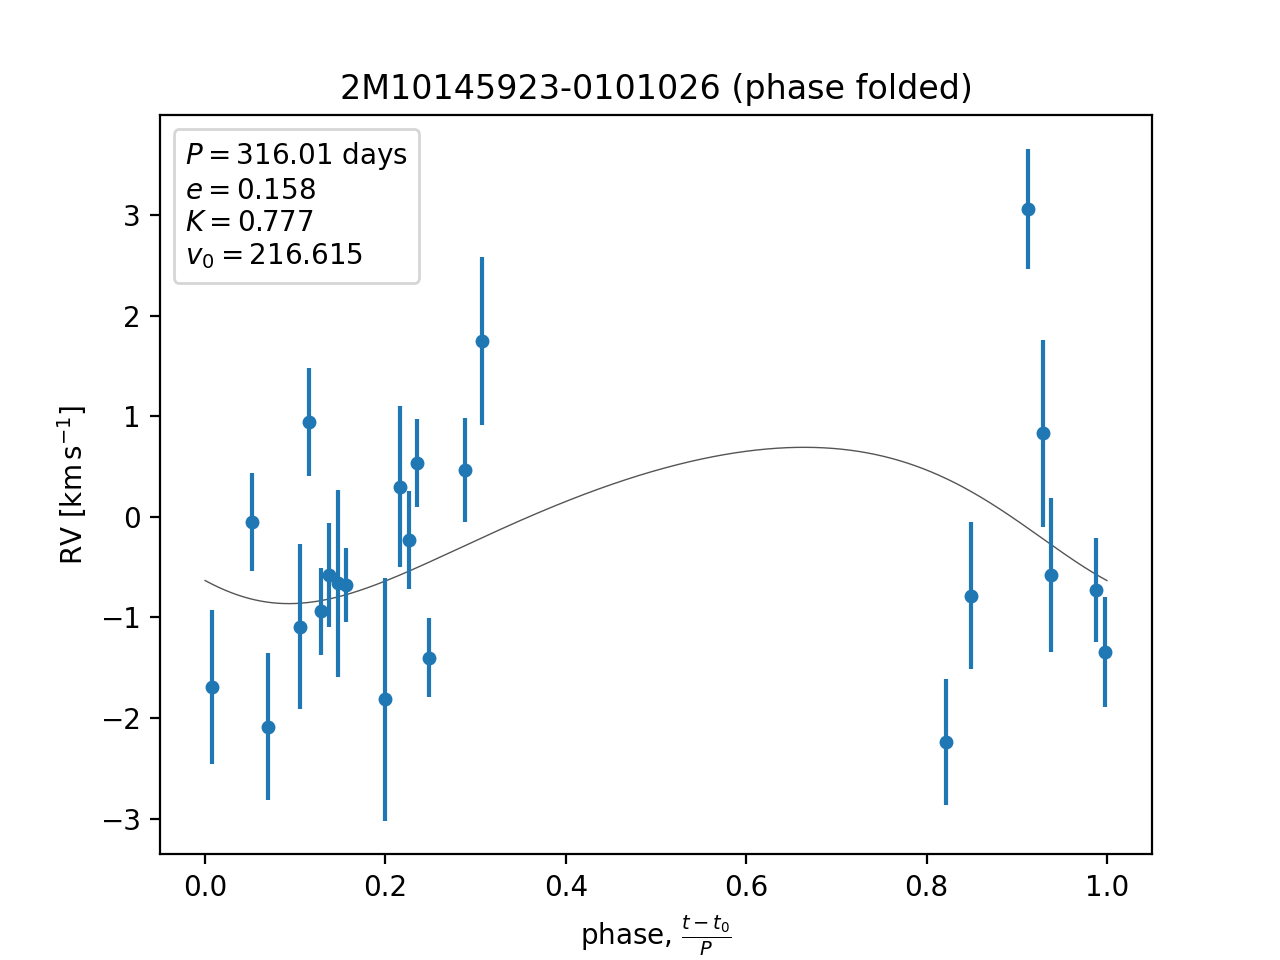 2M10145923-0101026 (phase folded)
P = 316.01 days
e = 0.158
K = 0.777
v₀ = 216.615
RV [km s⁻¹]
3
2
1
0
−1
−2
−3
0.0 0.2 0.4 0.6 0.8 1.0
phase, (t − t₀)/P